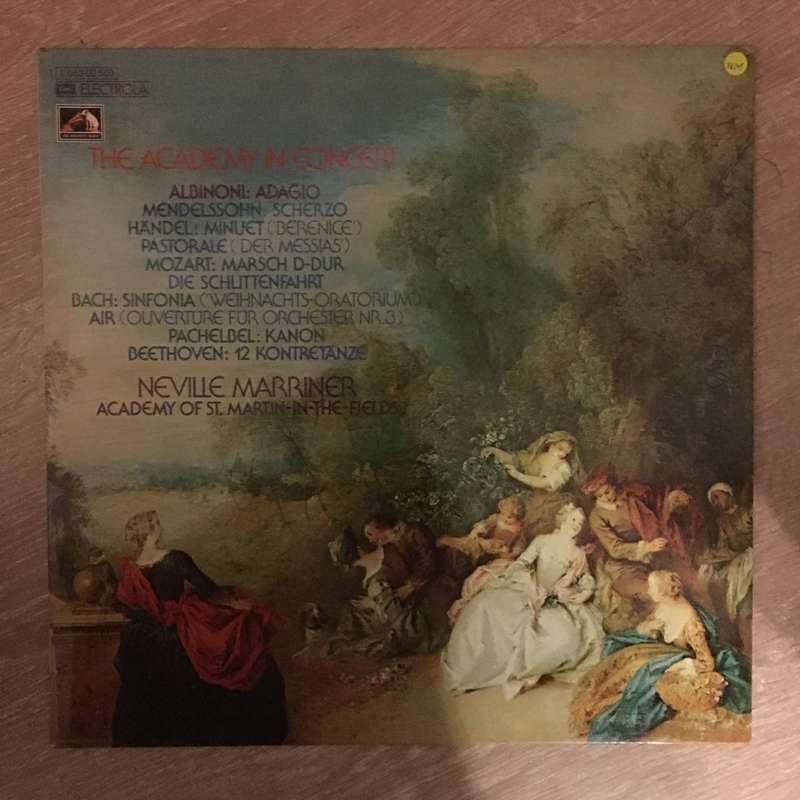 EMI ELECTROLA
THE ACADEMY IN CONCERT
ALBINONI: ADAGIO
MENDELSSOHN: SCHERZO
HÄNDEL: MINUET ('BERENICE')
PASTORALE ('DER MESSIAS')
MOZART: MARSCH D-DUR
DIE SCHLITTENFAHRT
BACH: SINFONIA ('WEIHNACHTS-ORATORIUM')
AIR (OUVERTÜRE FÜR ORCHESTER NR.3)
PACHELBEL: KANON
BEETHOVEN: 12 KONTRETÄNZE
NEVILLE MARRINER
ACADEMY OF ST. MARTIN-IN-THE-FIELDS